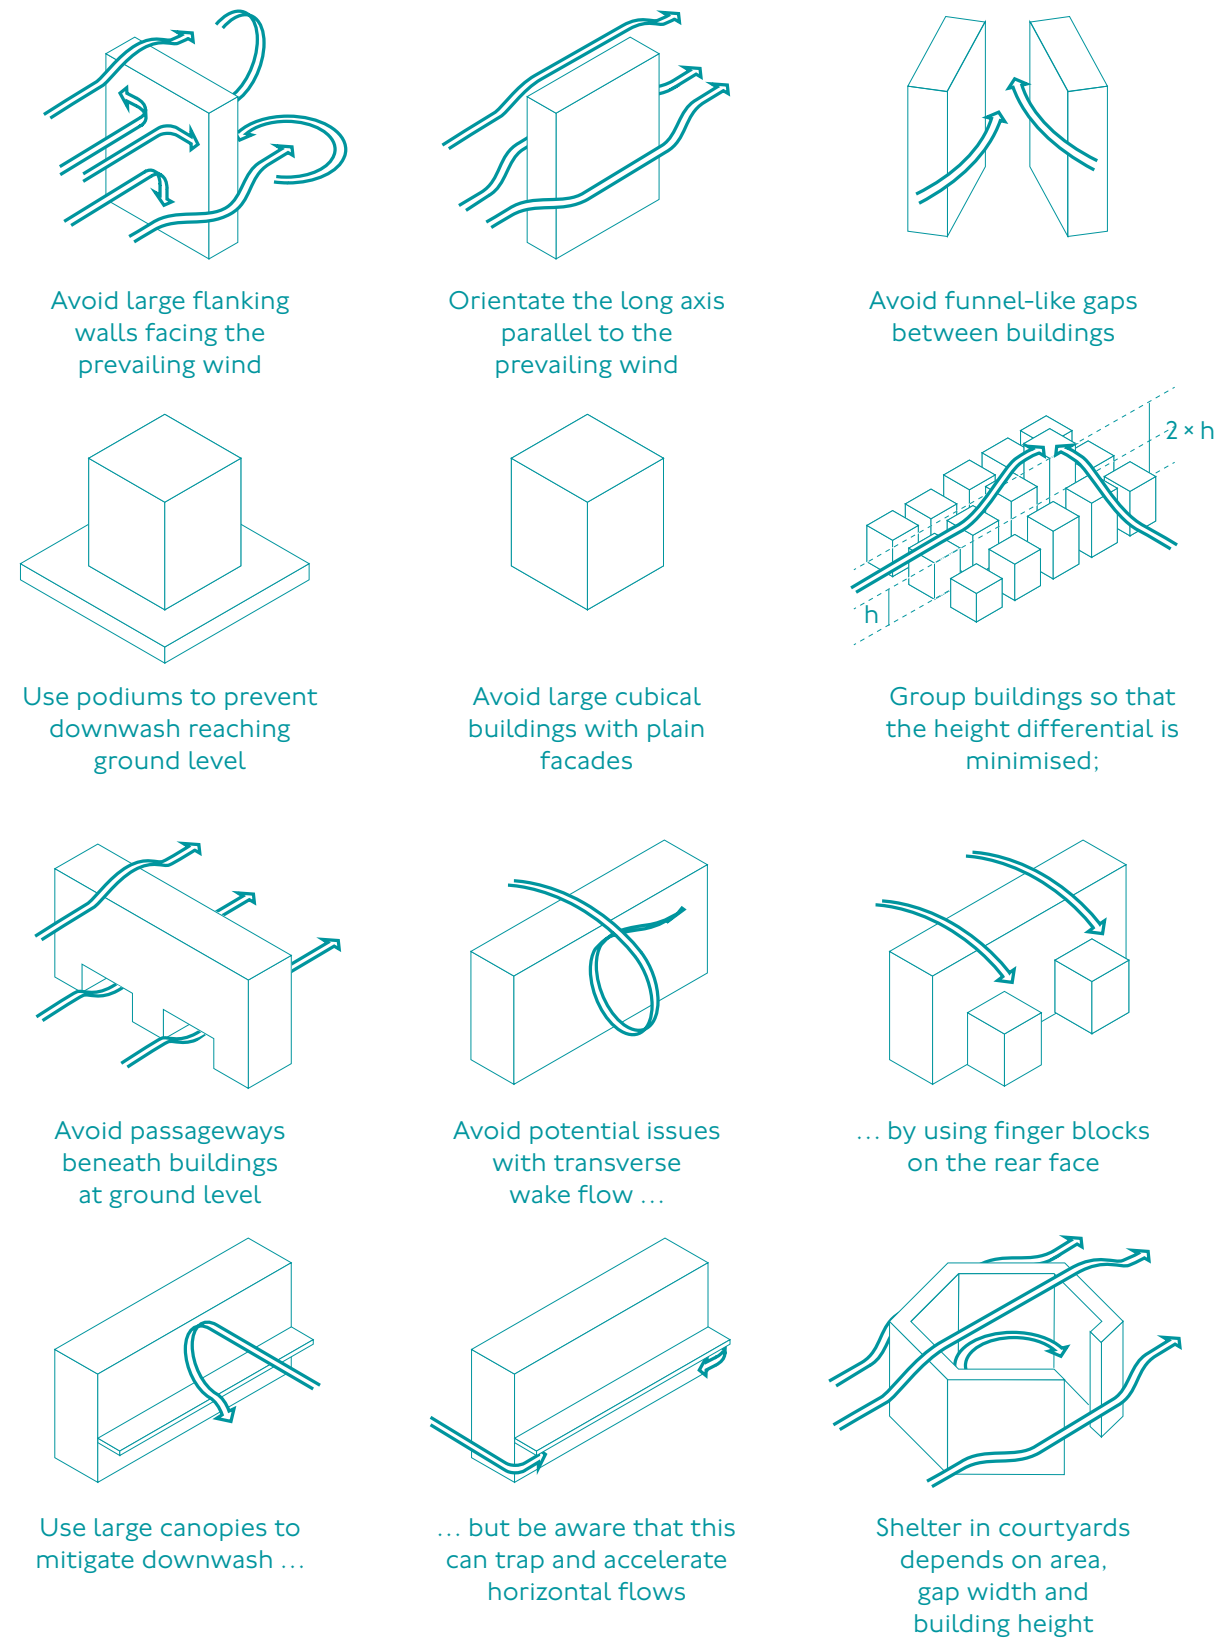 Avoid large flanking
walls facing the
prevailing wind
Orientate the long axis
parallel to the
prevailing wind
Avoid funnel-like gaps
between buildings
2 × h
h
Use podiums to prevent
downwash reaching
ground level
Avoid large cubical
buildings with plain
facades
Group buildings so that
the height differential is
minimised;
Avoid passageways
beneath buildings
at ground level
Avoid potential issues
with transverse
wake flow ...
... by using finger blocks
on the rear face
Use large canopies to
mitigate downwash ...
... but be aware that this
can trap and accelerate
horizontal flows
Shelter in courtyards
depends on area,
gap width and
building height